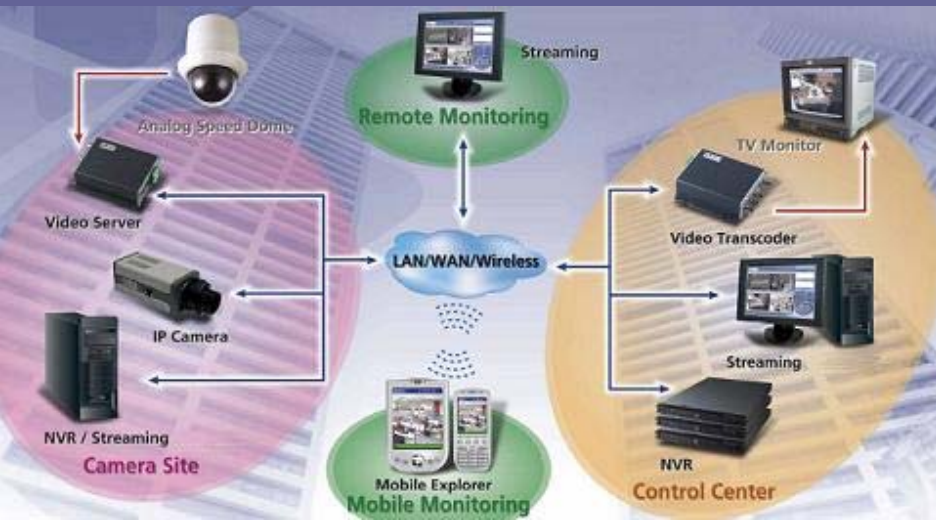 Streaming
Remote Monitoring
Analog Speed Dome
TV Monitor
Video Server
Video Transcoder
LAN/WAN/Wireless
IP Camera
Streaming
NVR / Streaming
NVR
Camera Site
Mobile Explorer
Mobile Monitoring
Control Center